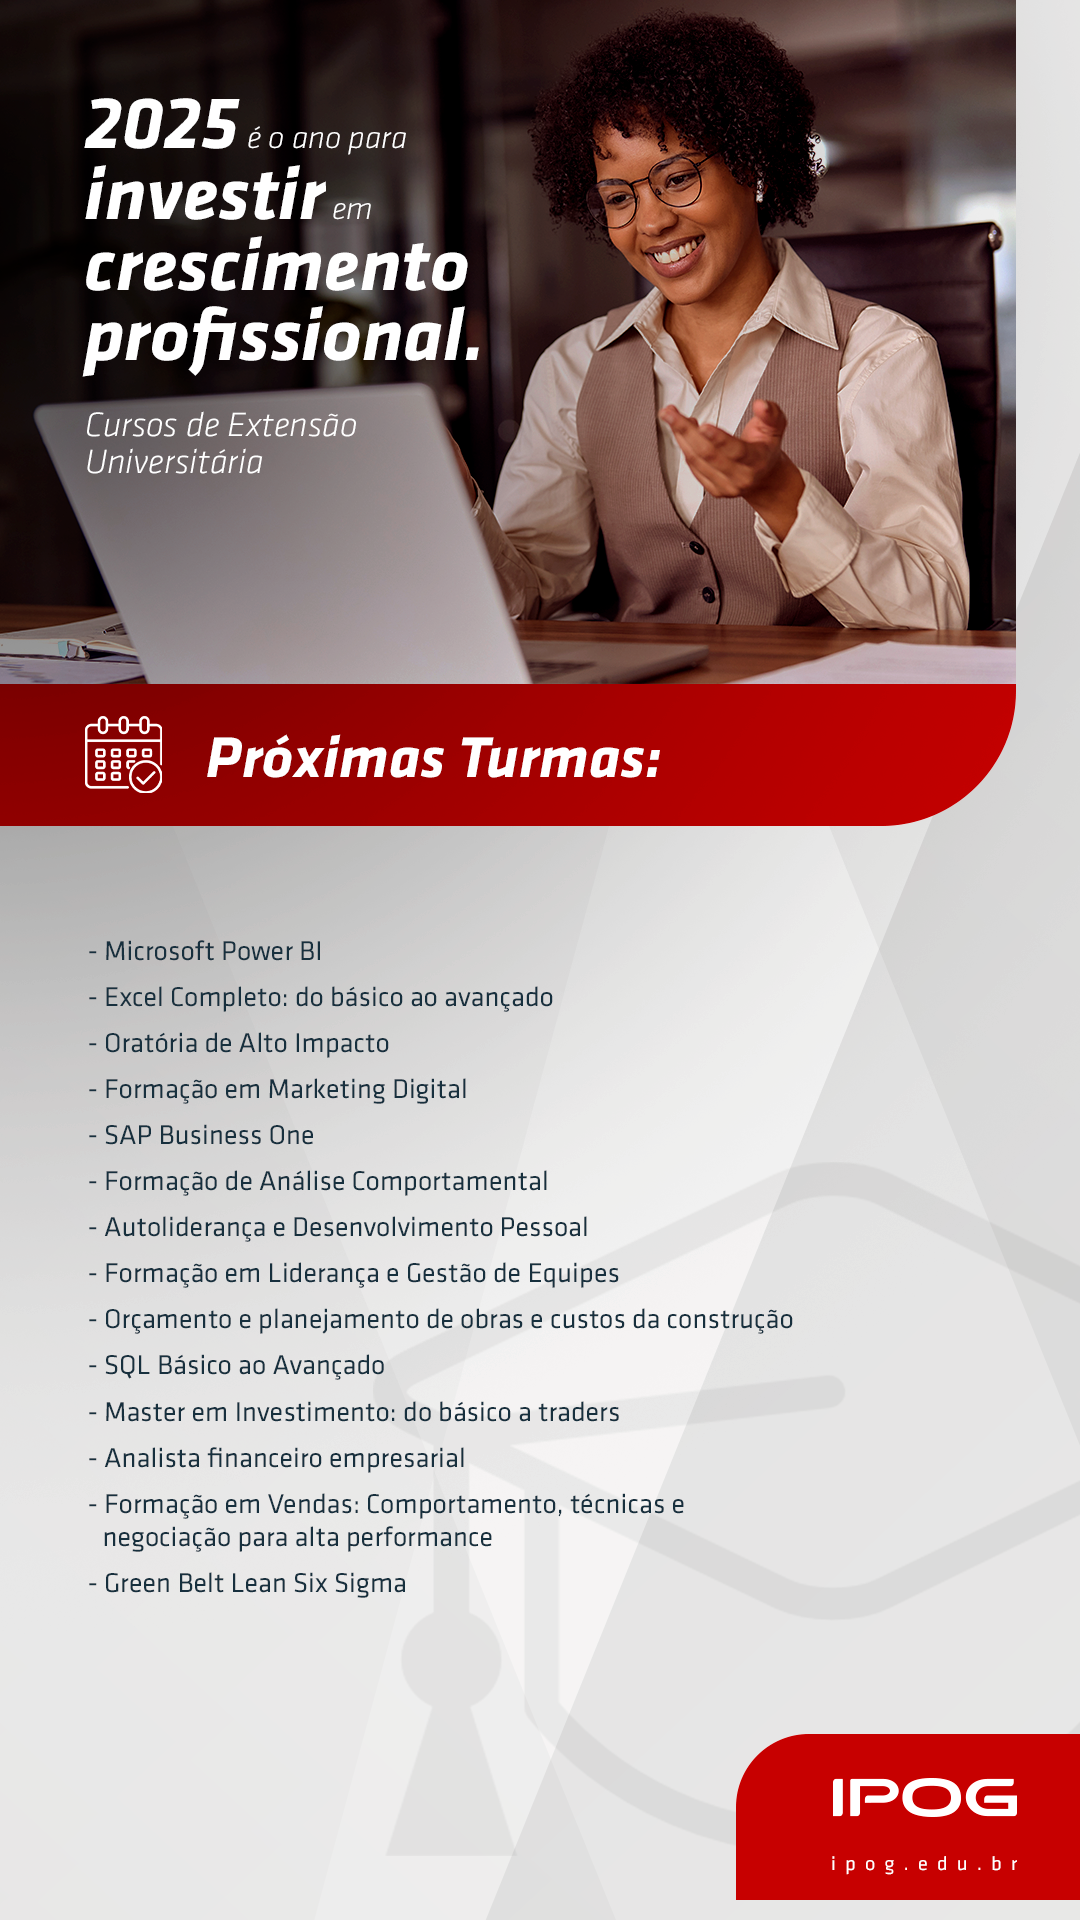 2025 é o ano para
investir em
crescimento
profissional.
Cursos de Extensão
Universitária
Próximas Turmas:
- Microsoft Power BI
- Excel Completo: do básico ao avançado
- Oratória de Alto Impacto
- Formação em Marketing Digital
- SAP Business One
- Formação de Análise Comportamental
- Autoliderança e Desenvolvimento Pessoal
- Formação em Liderança e Gestão de Equipes
- Orçamento e planejamento de obras e custos da construção
- SQL Básico ao Avançado
- Master em Investimento: do básico a traders
- Analista financeiro empresarial
- Formação em Vendas: Comportamento, técnicas e
negociação para alta performance
- Green Belt Lean Six Sigma
IPOG
ipog.edu.br